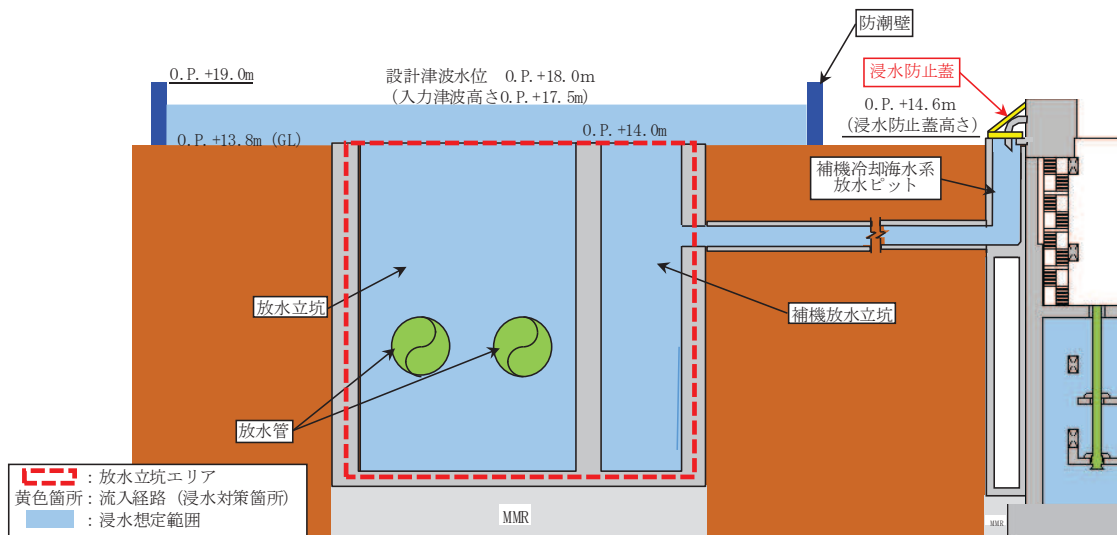 防潮壁
O.P.+19.0m
設計津波水位 O.P.+18.0m
(入力津波高さO.P.+17.5m)
浸水防止蓋
O.P.+14.6m
(浸水防止蓋高さ)
O.P.+13.8m (GL)
O.P.+14.0m
補機冷却海水系
放水ピット
放水立坑
補機放水立坑
放水管
：放水立坑エリア
黄色箇所：流入経路（浸水対策箇所）
：浸水想定範囲
MMR
MMR